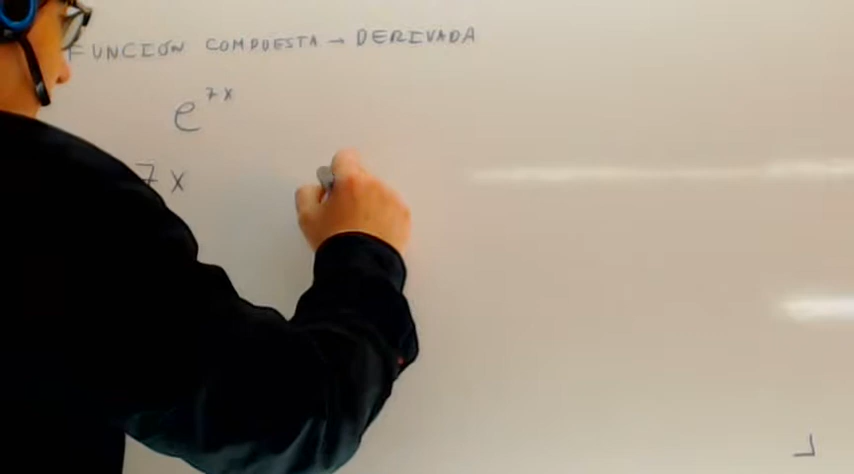 FUNCIÓN COMPUESTA → DERIVADA
e^{7x}
7x